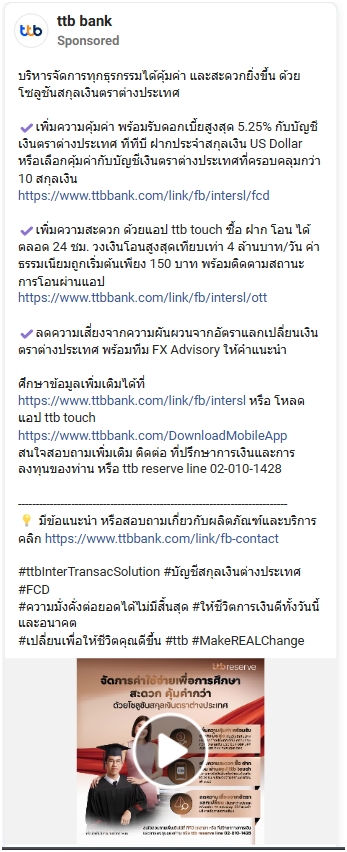 ttb bank
Sponsored
บริหารจัดการทุกธุรกรรมได้คุ้มค่า และสะดวกยิ่งขึ้น ด้วย
โซลูชันสกุลเงินตราต่างประเทศ
✔เพิ่มความคุ้มค่า พร้อมรับดอกเบี้ยสูงสุด 5.25% กับบัญชี
เงินตราต่างประเทศ ทีทีบี ฝากประจำสกุลเงิน US Dollar
หรือเลือกคุ้มค่ากับบัญชีเงินตราต่างประเทศที่ครอบคลุมกว่า
10 สกุลเงิน
https://www.ttbbank.com/link/fb/intersl/fcd
✔เพิ่มความสะดวก ด้วยแอป ttb touch ซื้อ ฝาก โอน ได้
ตลอด 24 ชม. วงเงินโอนสูงสุดเทียบเท่า 4 ล้านบาท/วัน ค่า
ธรรมเนียมถูกเริ่มต้นเพียง 150 บาท พร้อมติดตามสถานะ
การโอนผ่านแอป
https://www.ttbbank.com/link/fb/intersl/ott
✔ลดความเสี่ยงจากความผันผวนจากอัตราแลกเปลี่ยนเงิน
ตราต่างประเทศ พร้อมทีม FX Advisory ให้คำแนะนำ
ศึกษาข้อมูลเพิ่มเติมได้ที่
https://www.ttbbank.com/link/fb/intersl หรือ โหลด
แอป ttb touch
https://www.ttbbank.com/DownloadMobileApp
สนใจสอบถามเพิ่มเติม ติดต่อ ที่ปรึกษาการเงินและการ
ลงทุนของท่าน หรือ ttb reserve line 02-010-1428
💡 มีข้อแนะนำ หรือสอบถามเกี่ยวกับผลิตภัณฑ์และบริการ
คลิก https://www.ttbbank.com/link/fb-contact
#ttbInterTransacSolution #บัญชีสกุลเงินต่างประเทศ
#FCD
#ความมั่งคั่งต่อยอดได้ไม่มีสิ้นสุด #ให้ชีวิตการเงินดีทั้งวันนี้
และอนาคต
#เปลี่ยนเพื่อให้ชีวิตคุณดีขึ้น #ttb #MakeREALChange
ttb reserve
จัดการค่าใช้จ่ายเพื่อการศึกษา
สะดวก คุ้มค่ากว่า
ด้วยโซลูชันสกุลเงินตราต่างประเทศ